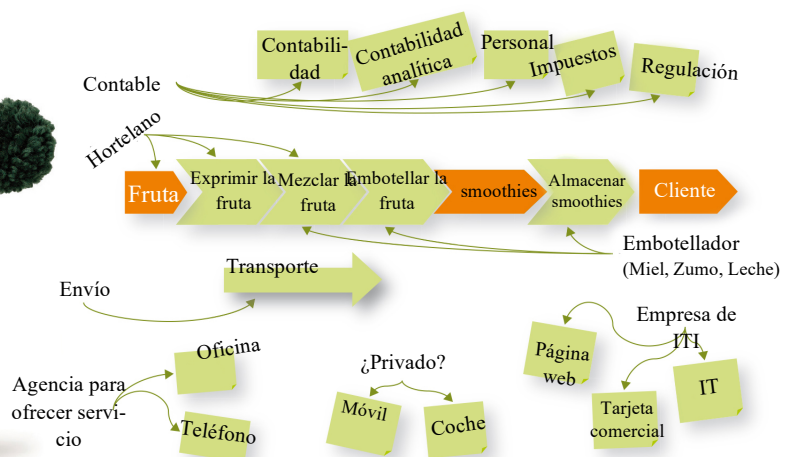 Contabili-
dad
Contabilidad
analítica
Personal
Impuestos
Regulación
Contable
Hortelano
Fruta
Exprimir la
fruta
Mezclar la
fruta
Embotellar la
fruta
smoothies
Almacenar
smoothies
Cliente
Embotellador
(Miel, Zumo, Leche)
Transporte
Envío
Empresa de
ITI
Página
web
Tarjeta
comercial
IT
¿Privado?
Móvil
Coche
Oficina
Agencia para
ofrecer servi-
cio
Teléfono